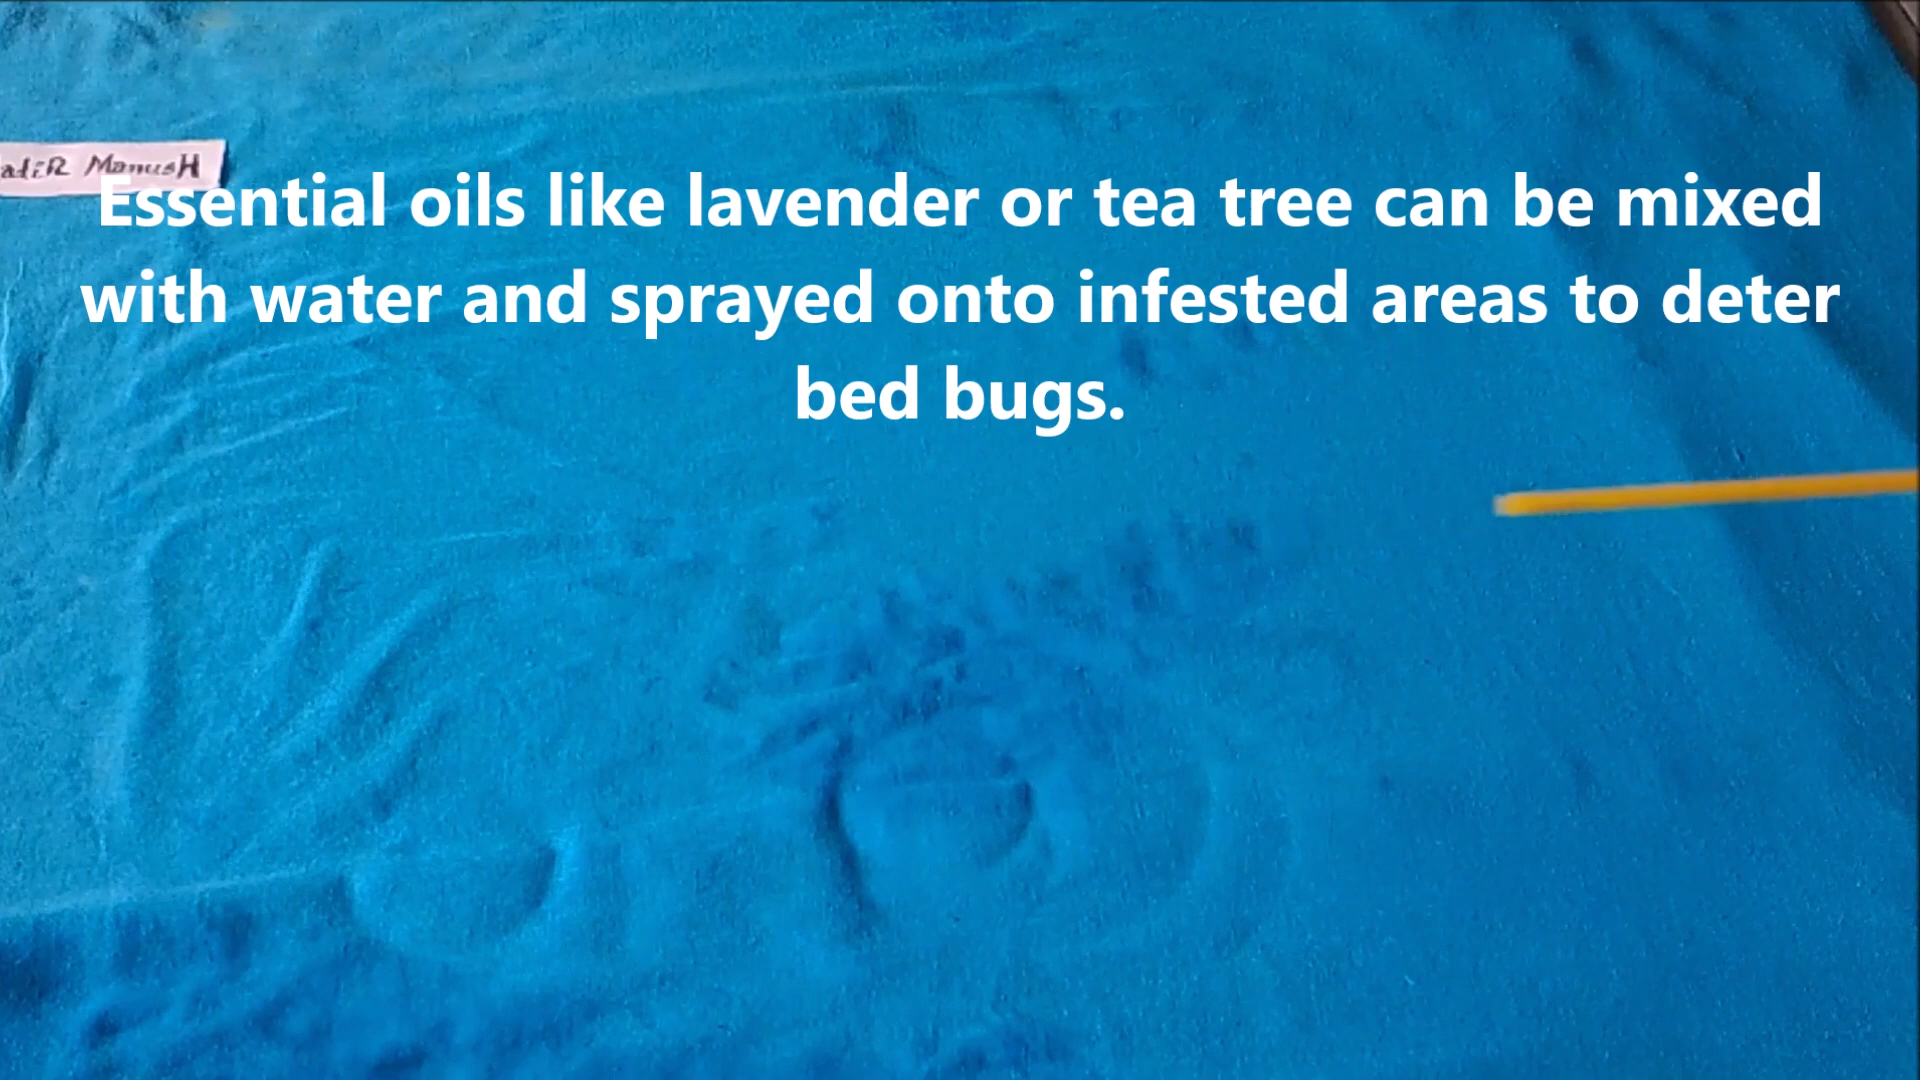 ManusH
Essential oils like lavender or tea tree can be mixed
with water and sprayed onto infested areas to deter
bed bugs.